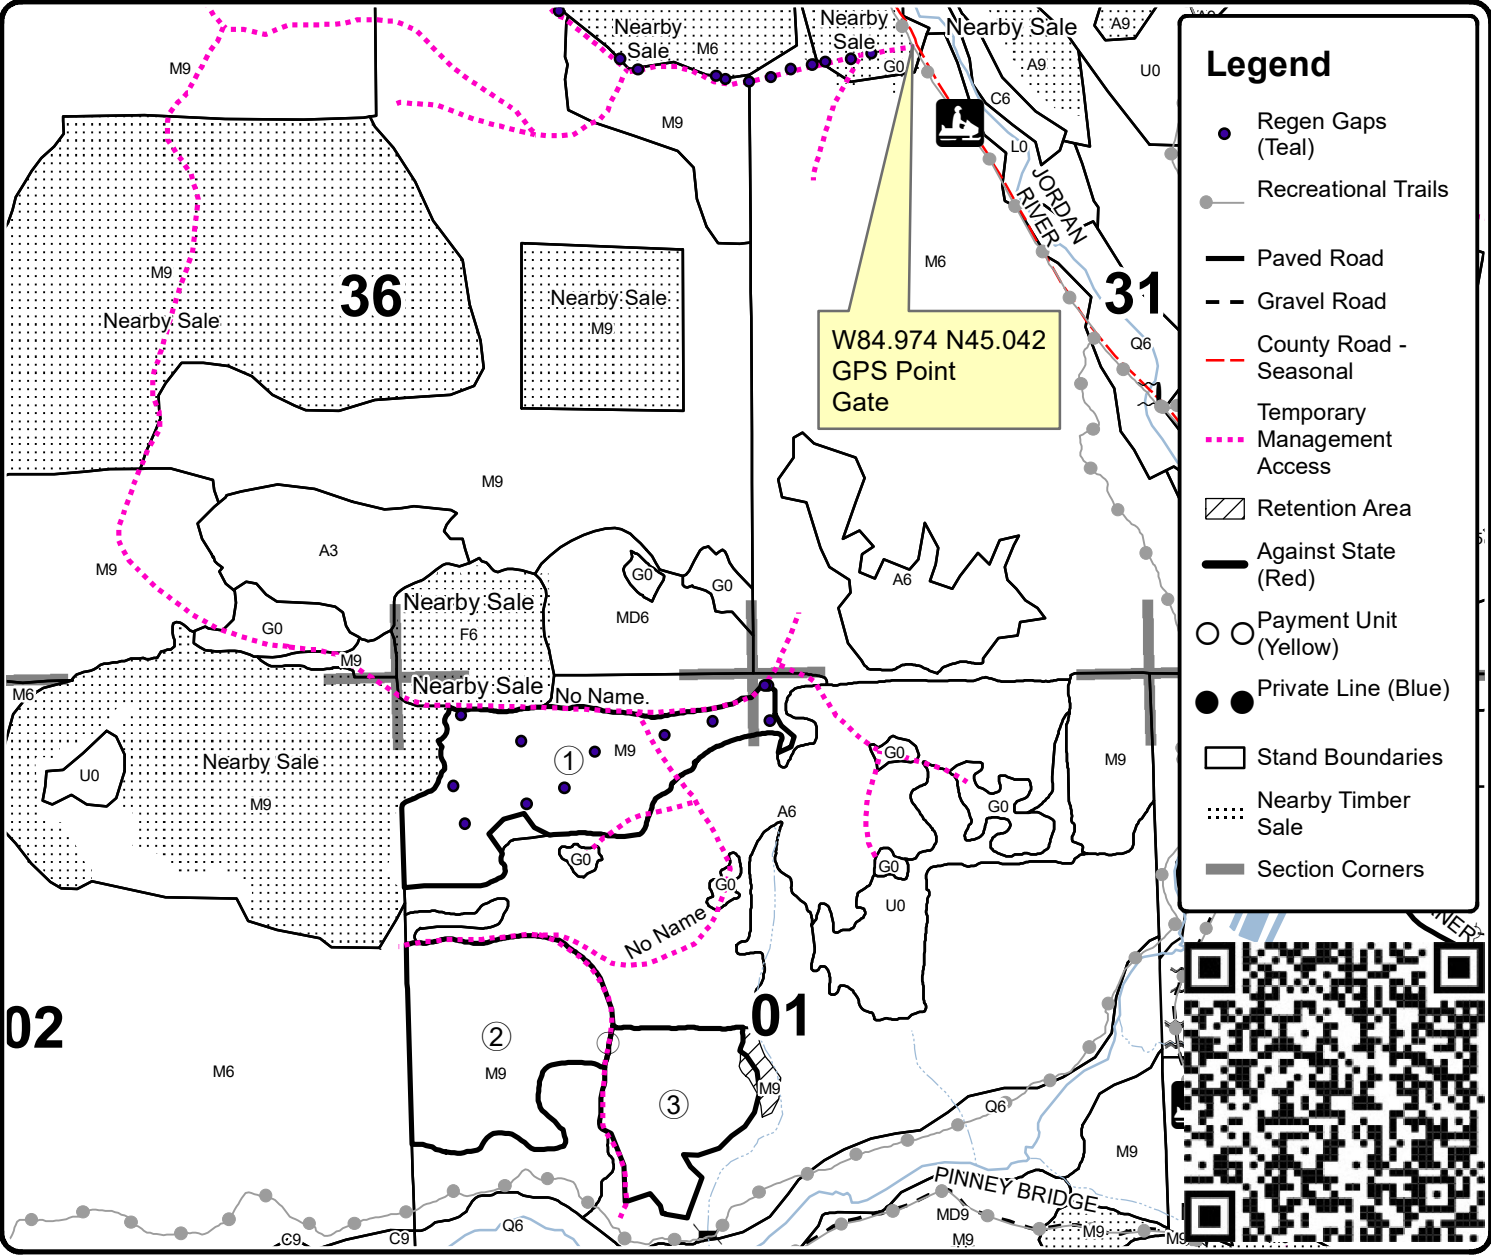 Nearby
Sale
M6
Nearby
Sale
G0
Nearby Sale
A9
A9
U0
M9
M9
C6
L0
JORDAN
RIVER
M6
31
Q6
M9
36
Nearby Sale
Nearby Sale
M9
W84.974 N45.042
GPS Point
Gate
M9
A3
M9
G0
M9
Nearby Sale
F6
Nearby Sale
G0
G0
MD6
A6
M6
No Name
U0
Nearby Sale
M9
1
M9
G0
M9
G0
A6
G0
G0
G0
U0
No Name
02
01
M6
2
M9
3
M9
Q6
M9
PINNEY BRIDGE
MD9
M9
M9
M9
Q6
C9
C9
Legend
Regen Gaps
(Teal)
Recreational Trails
Paved Road
Gravel Road
County Road -
Seasonal
Temporary
Management
Access
Retention Area
Against State
(Red)
Payment Unit
(Yellow)
Private Line (Blue)
Stand Boundaries
Nearby Timber
Sale
Section Corners